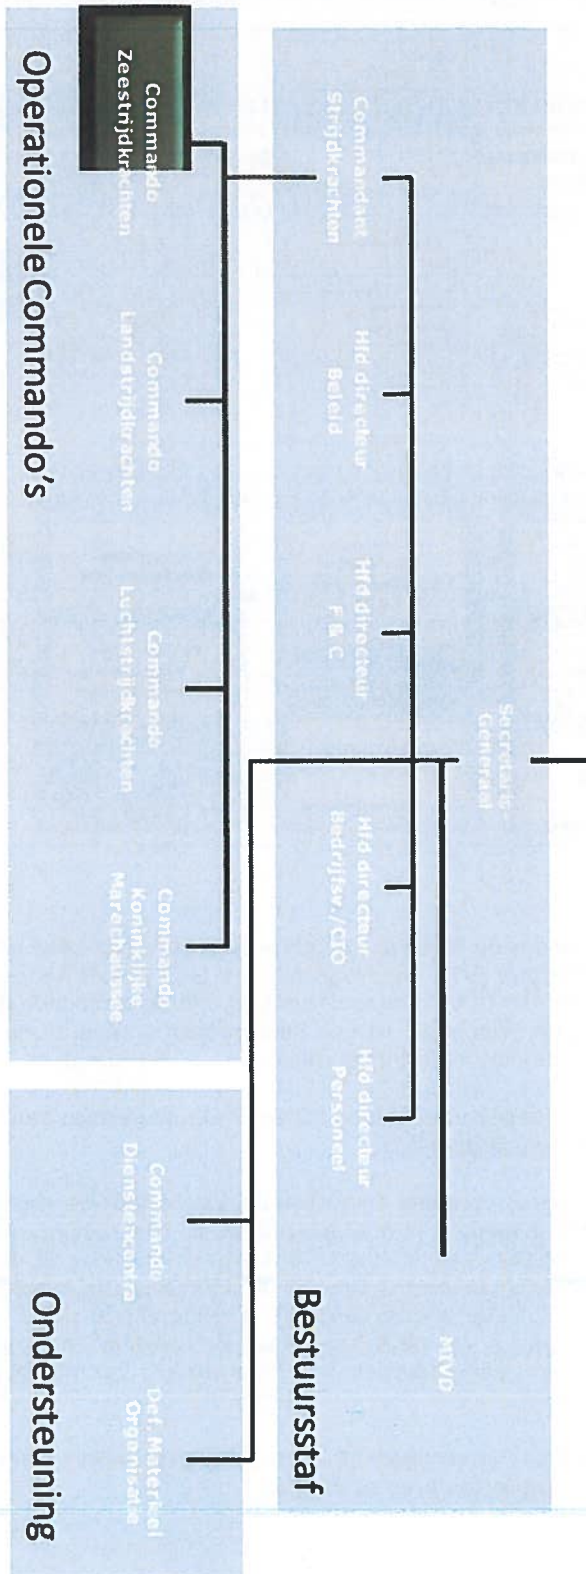 Secretaris
Generaal
MIVD
Commandant
Strijdkrachten
Hfd directeur
Beleid
Hfd directeur
F & C
Hfd directeur
Bedrijfsv/CTO
Hfd directeur
Personeel
Bestuursstaf
Commando
Zeestrijdkrachten
Commando
Landstrijdkrachten
Commando
Luchtstrijdkrachten
Commando
Koninklijke
Marechaussee
Operationele Commando's
Commando
Dienstencentra
Def. Materieel
Organisatie
Ondersteuning